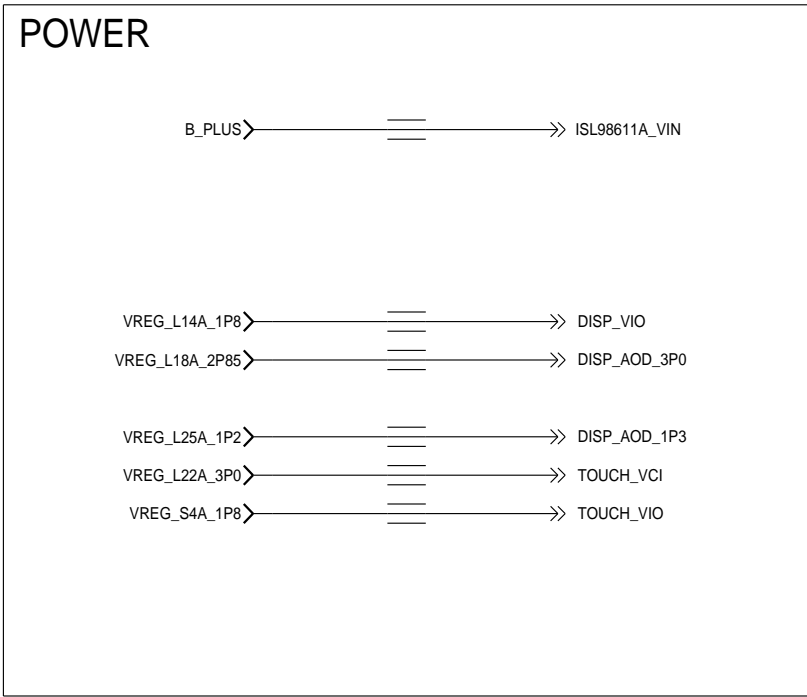 POWER
B_PLUS ISL98611A_VIN
VREG_L14A_1P8 DISP_VIO
VREG_L18A_2P85 DISP_AOD_3P0
VREG_L25A_1P2 DISP_AOD_1P3
VREG_L22A_3P0 TOUCH_VCI
VREG_S4A_1P8 TOUCH_VIO